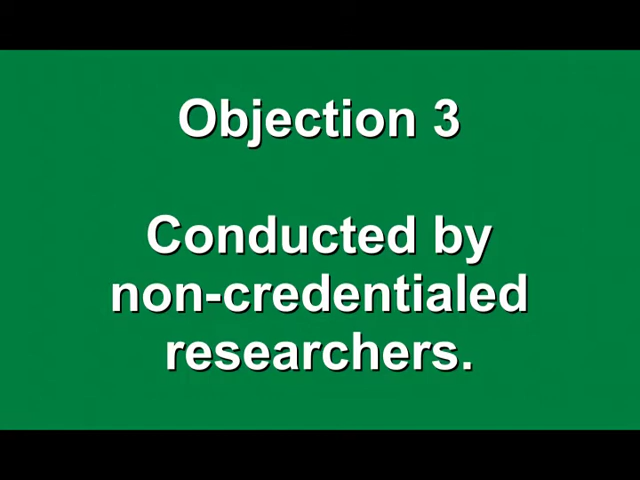 Objection 3
Conducted by
non-credentialed
researchers.